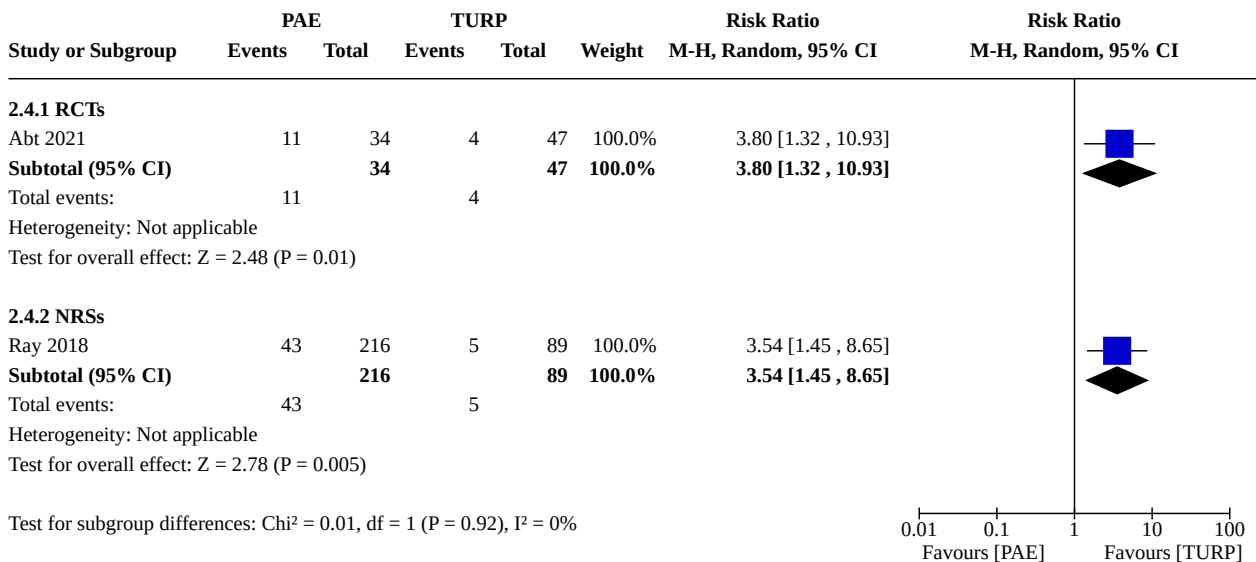 PAE TURP Risk Ratio Risk Ratio
Study or Subgroup Events Total Events Total Weight M-H, Random, 95% CI M-H, Random, 95% CI
2.4.1 RCTs
Abt 2021 11 34 4 47 100.0% 3.80 [1.32 , 10.93]
Subtotal (95% CI) 34 47 100.0% 3.80 [1.32 , 10.93]
Total events: 11 4
Heterogeneity: Not applicable
Test for overall effect: Z = 2.48 (P = 0.01)
2.4.2 NRSs
Ray 2018 43 216 5 89 100.0% 3.54 [1.45 , 8.65]
Subtotal (95% CI) 216 89 100.0% 3.54 [1.45 , 8.65]
Total events: 43 5
Heterogeneity: Not applicable
Test for overall effect: Z = 2.78 (P = 0.005)
Test for subgroup differences: Chi² = 0.01, df = 1 (P = 0.92), I² = 0%
0.01 0.1 1 10 100
Favours [PAE] Favours [TURP]